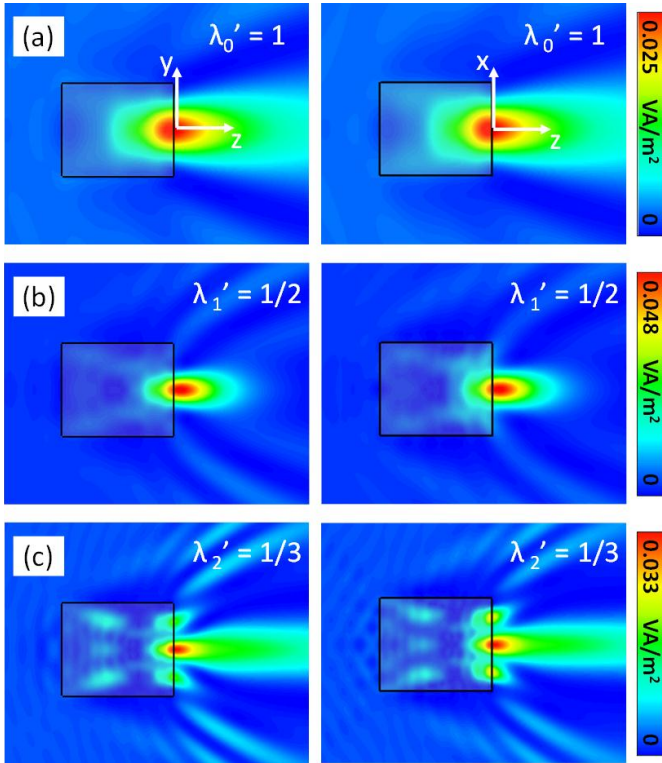 (a)
λ₀' = 1
y
z
λ₀' = 1
x
z
0.025
VA/m²
0
(b)
λ₁' = 1/2
λ₁' = 1/2
0.048
VA/m²
0
(c)
λ₂' = 1/3
λ₂' = 1/3
0.033
VA/m²
0